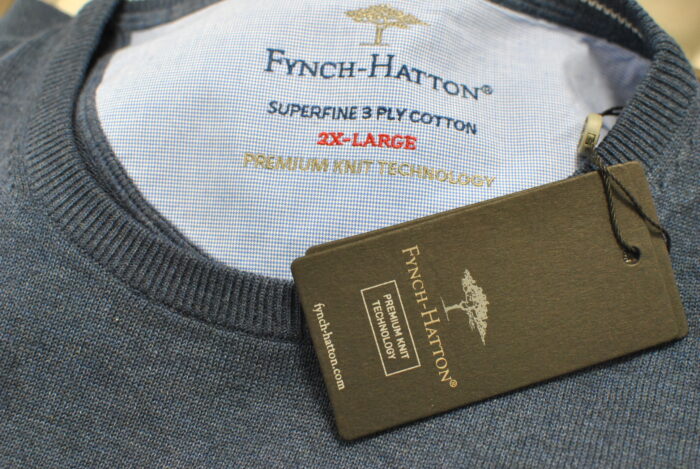 FYNCH-HATTON®
SUPERFINE 3 PLY COTTON
2X-LARGE
PREMIUM KNIT TECHNOLOGY
FYNCH-HATTON®
PREMIUM KNIT
TECHNOLOGY
fynch-hatton.com